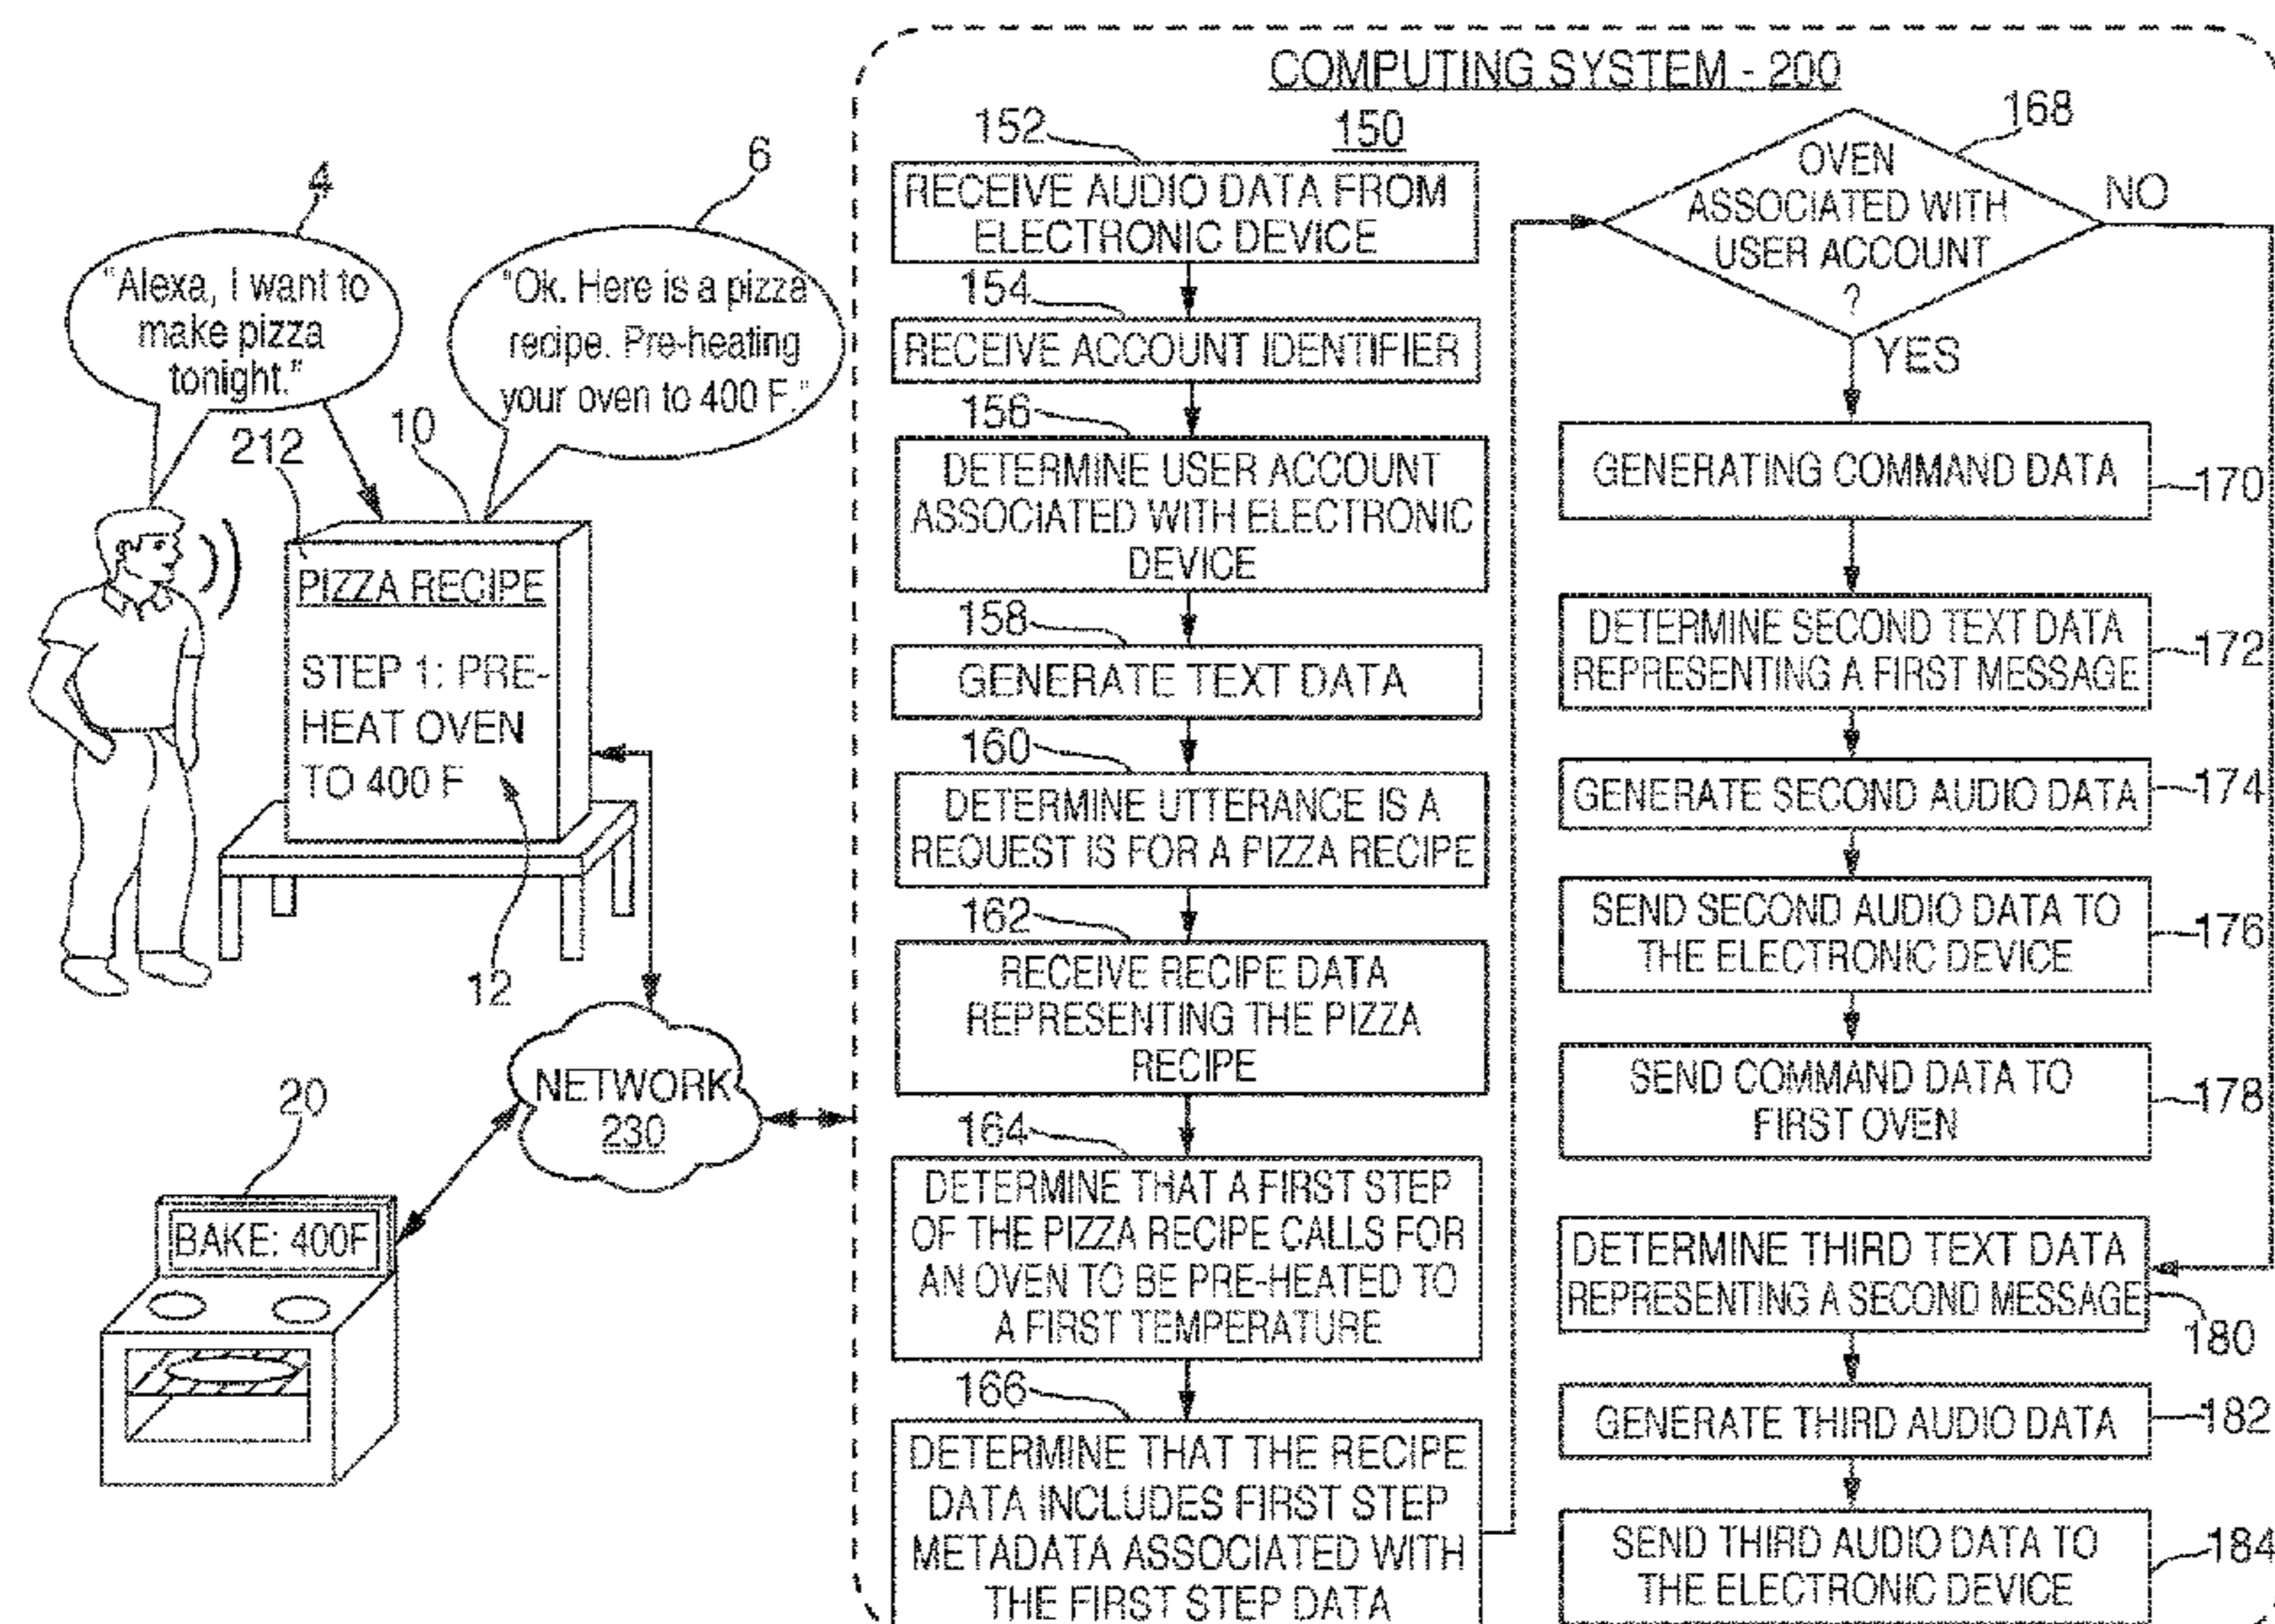 4
"Alexa, I want to
make pizza
tonight."
6
"Ok. Here is a pizza
recipe. Pre-heating
your oven to 400 F."
212
10
PIZZA RECIPE
STEP 1: PRE-
HEAT OVEN
TO 400 F
12
NETWORK
230
20
BAKE: 400F
COMPUTING SYSTEM - 200
150
152
RECEIVE AUDIO DATA FROM
ELECTRONIC DEVICE
154
RECEIVE ACCOUNT IDENTIFIER
156
DETERMINE USER ACCOUNT
ASSOCIATED WITH ELECTRONIC
DEVICE
158
GENERATE TEXT DATA
160
DETERMINE UTTERANCE IS A
REQUEST IS FOR A PIZZA RECIPE
162
RECEIVE RECIPE DATA
REPRESENTING THE PIZZA
RECIPE
164
DETERMINE THAT A FIRST STEP
OF THE PIZZA RECIPE CALLS FOR
AN OVEN TO BE PRE-HEATED TO
A FIRST TEMPERATURE
166
DETERMINE THAT THE RECIPE
DATA INCLUDES FIRST STEP
METADATA ASSOCIATED WITH
THE FIRST STEP DATA
168
OVEN
ASSOCIATED WITH
USER ACCOUNT
?
NO
YES
GENERATING COMMAND DATA
170
DETERMINE SECOND TEXT DATA
REPRESENTING A FIRST MESSAGE
172
GENERATE SECOND AUDIO DATA
174
SEND SECOND AUDIO DATA TO
THE ELECTRONIC DEVICE
176
SEND COMMAND DATA TO
FIRST OVEN
178
DETERMINE THIRD TEXT DATA
REPRESENTING A SECOND MESSAGE
180
GENERATE THIRD AUDIO DATA
182
SEND THIRD AUDIO DATA TO
THE ELECTRONIC DEVICE
184